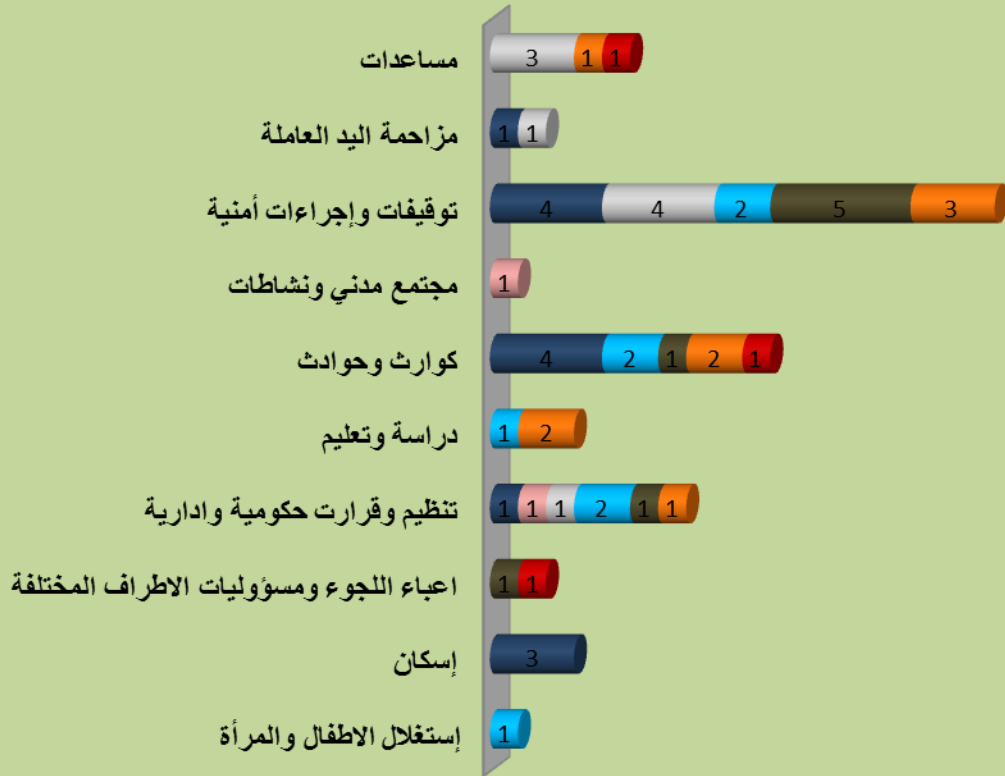 مساعدات
3 1 1
مزاحمة اليد العاملة
1 1
توقيفات وإجراءات أمنية
4 4 2 5 3
مجتمع مدني ونشاطات
1
كوارث وحوادث
4 2 1 2 1
دراسة وتعليم
1 2
تنظيم وقرارت حكومية وادارية
1 1 1 2 1 1
اعباء اللجوء ومسؤوليات الاطراف المختلفة
1 1
إسكان
3
إستغلال الاطفال والمرأة
1